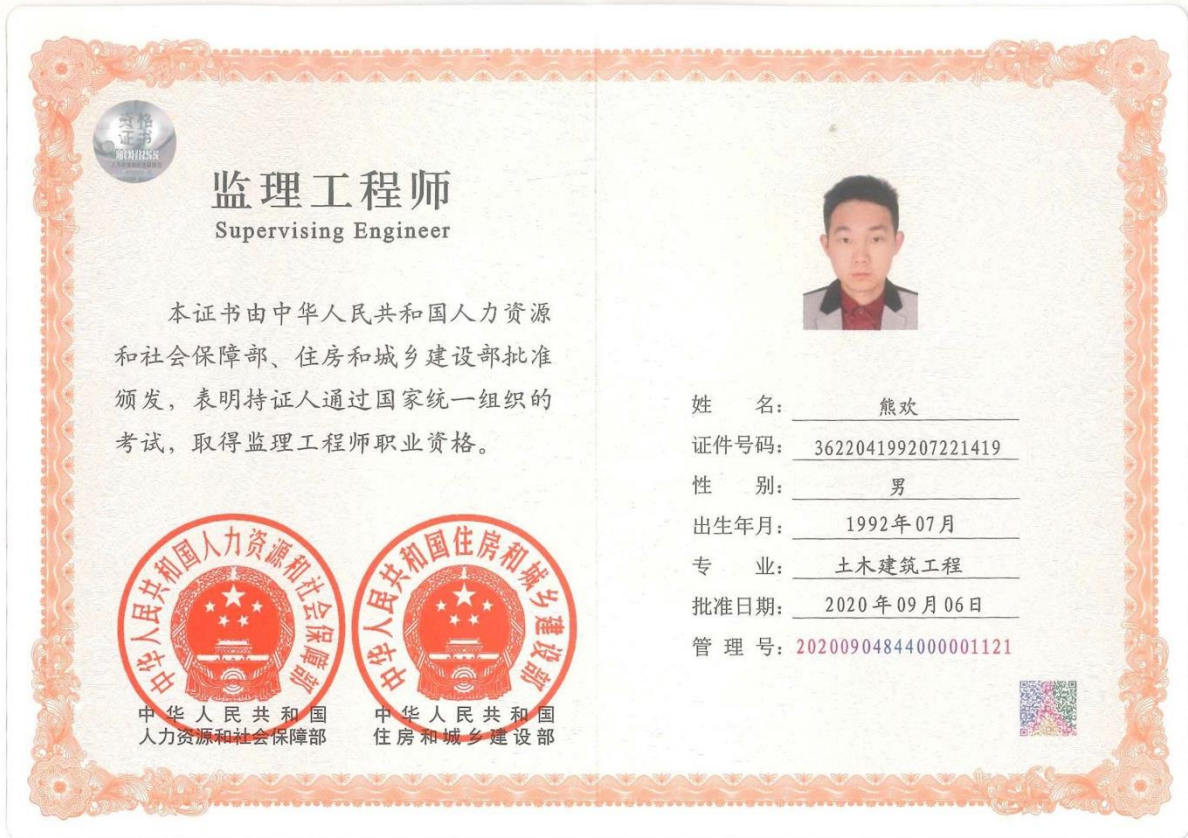 资格
证书
MOHRSS
监理工程师
Supervising Engineer
本证书由中华人民共和国人力资源
和社会保障部、住房和城乡建设部批准
颁发，表明持证人通过国家统一组织的
考试，取得监理工程师职业资格。
中华人民共和国人力资源和社会保障部
中华人民共和国住房和城乡建设部
中华人民共和国
人力资源和社会保障部
中华人民共和国
住房和城乡建设部
姓 名：熊欢
证件号码：362204199207221419
性 别：男
出生年月：1992年07月
专 业：土木建筑工程
批准日期：2020年09月06日
管 理 号：20200904844000001121